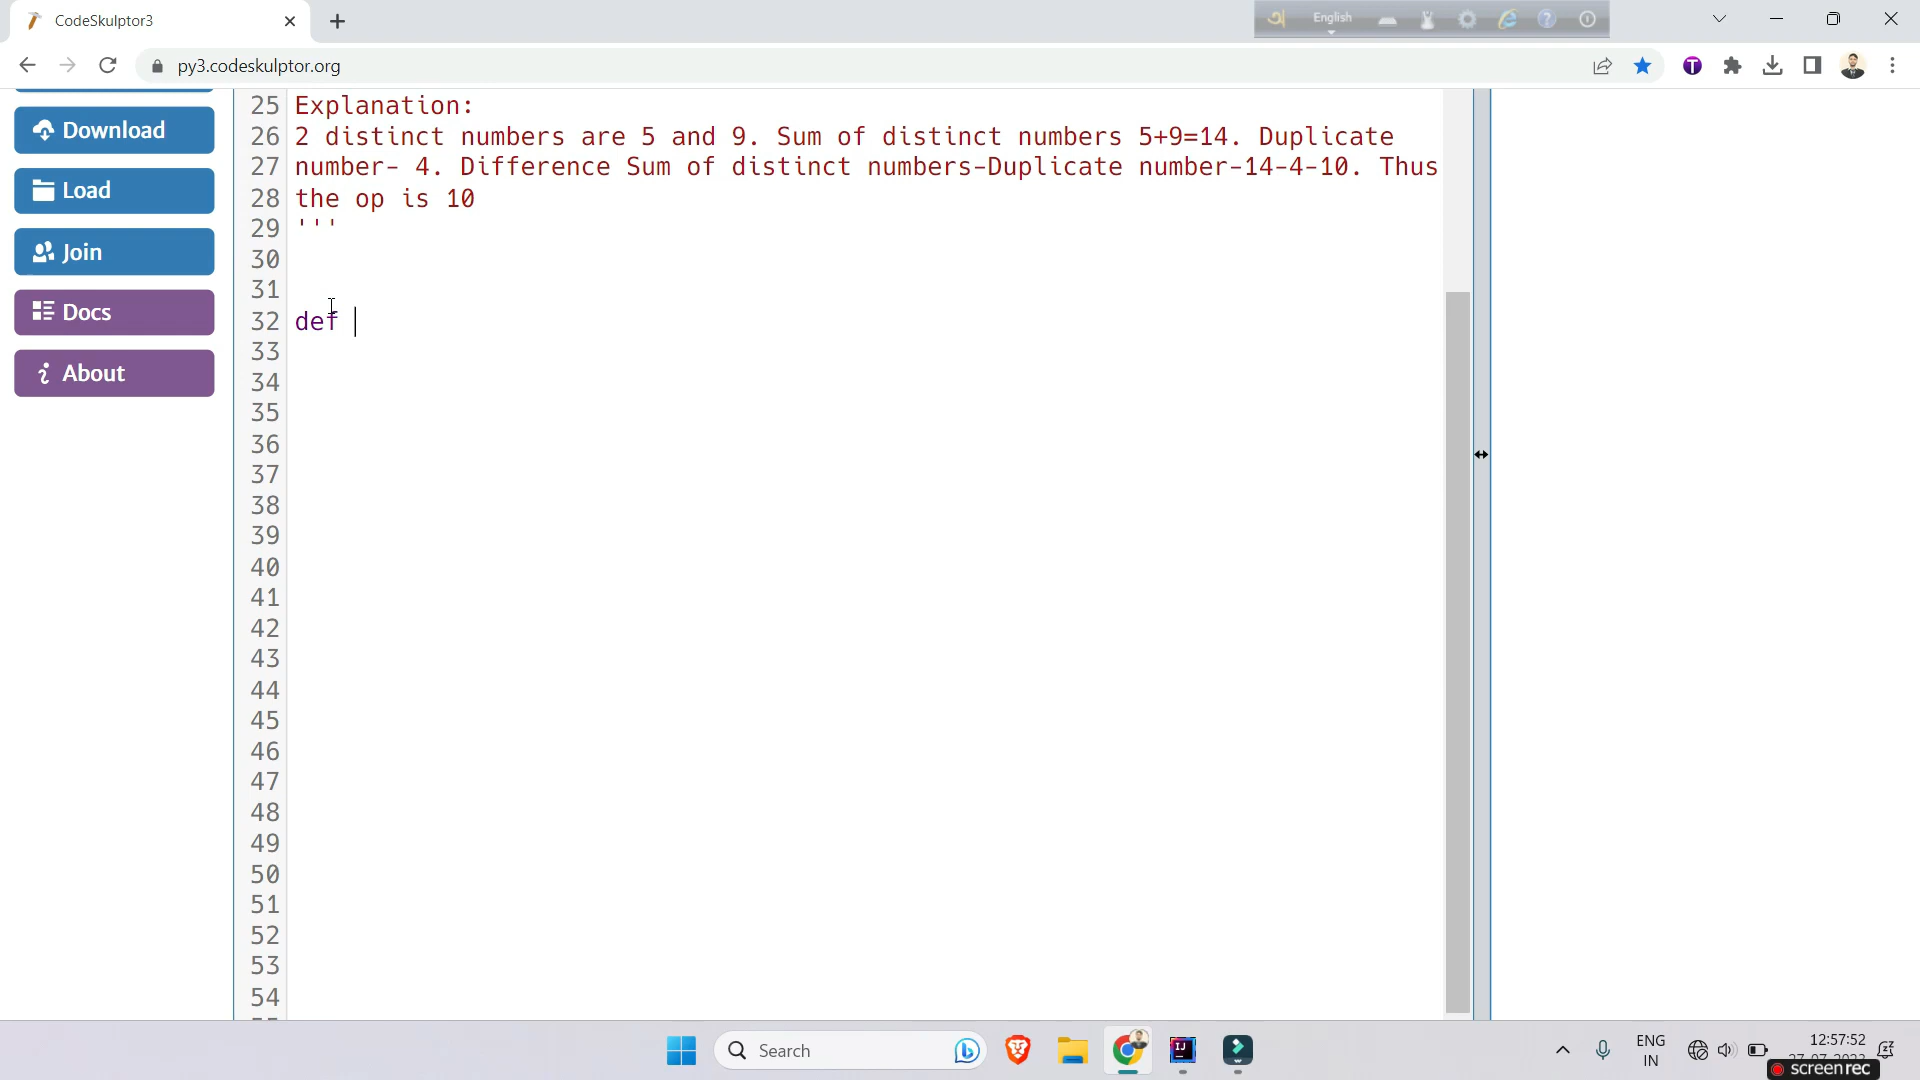 CodeSkulptor3
English
py3.codeskulptor.org
Download
Load
Join
Docs
About
25 Explanation:
26 2 distinct numbers are 5 and 9. Sum of distinct numbers 5+9=14. Duplicate
27 number- 4. Difference Sum of distinct numbers-Duplicate number-14-4-10. Thus
28 the op is 10
29 '''
30
31
32 def
33
34
35
36
37
38
39
40
41
42
43
44
45
46
47
48
49
50
51
52
53
54
Search
ENG
IN
12:57:52
screenrec